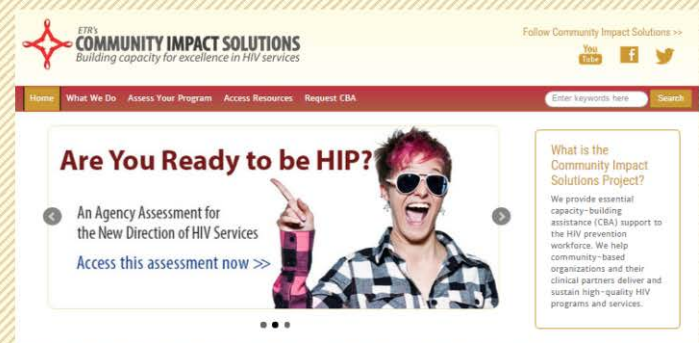 ETR's
COMMUNITY IMPACT SOLUTIONS
Building capacity for excellence in HIV services
Follow Community Impact Solutions >>
You
Tube
f
Home What We Do Assess Your Program Access Resources Request CBA
Enter keywords here Search
Are You Ready to be HIP?
An Agency Assessment for
the New Direction of HIV Services
Access this assessment now >>
What is the
Community Impact
Solutions Project?
We provide essential
capacity-building
assistance (CBA) support to
the HIV prevention
workforce. We help
community-based
organizations and their
clinical partners deliver and
sustain high-quality HIV
programs and services.